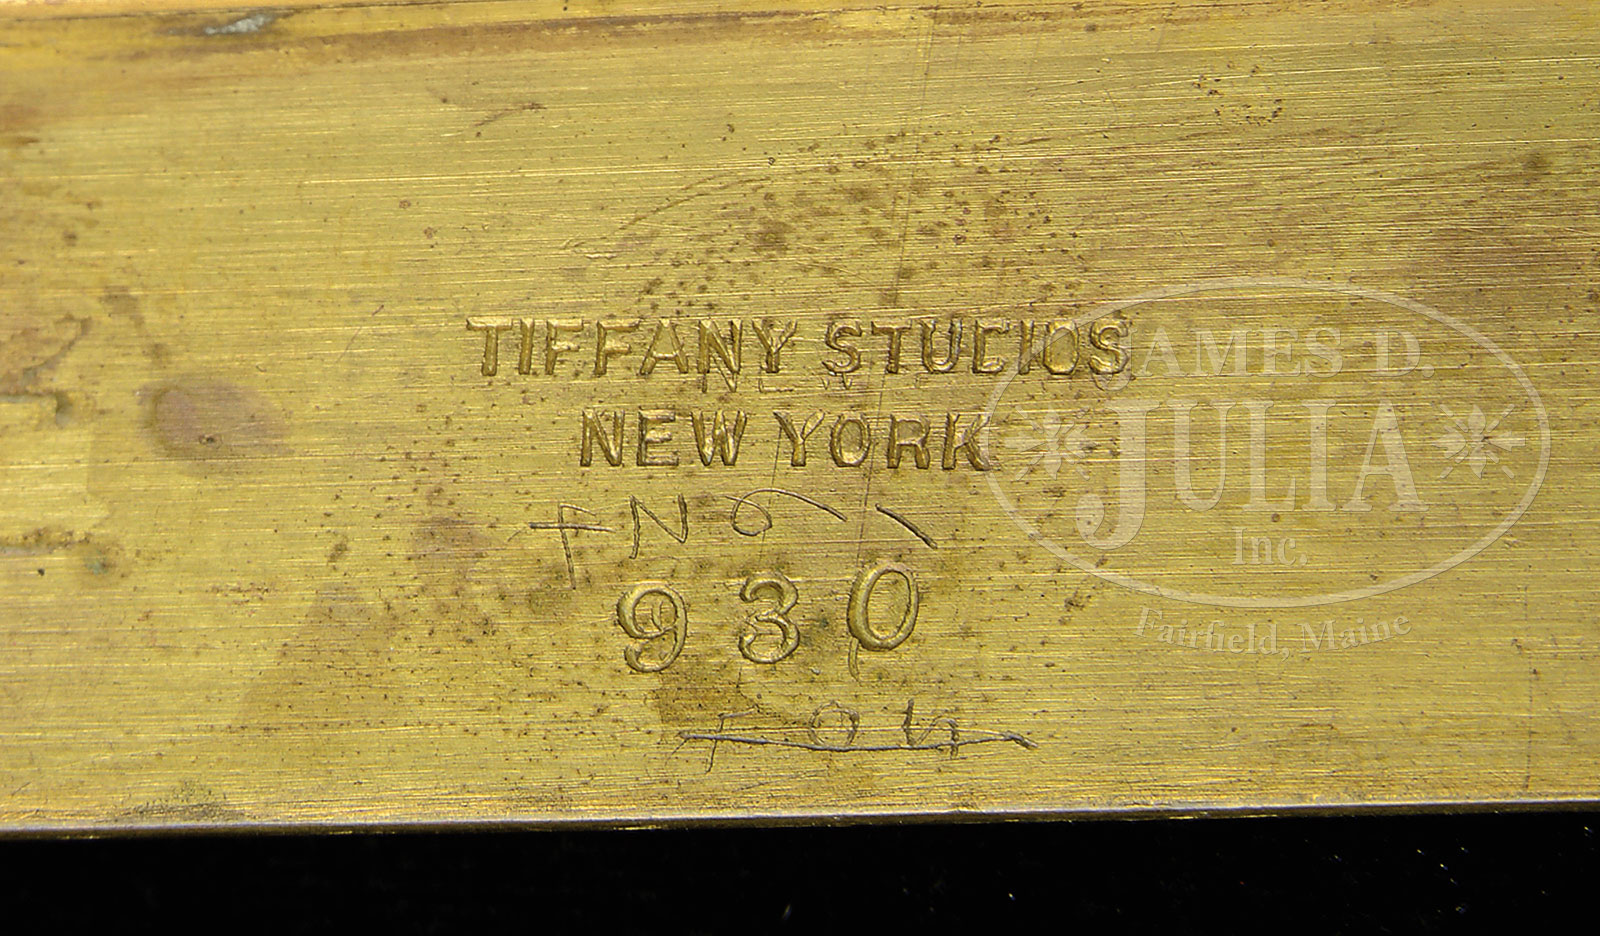 TIFFANY STUDIOS
NEW YORK
930
JAMES D.
JULIA
Inc.
Fairfield, Maine